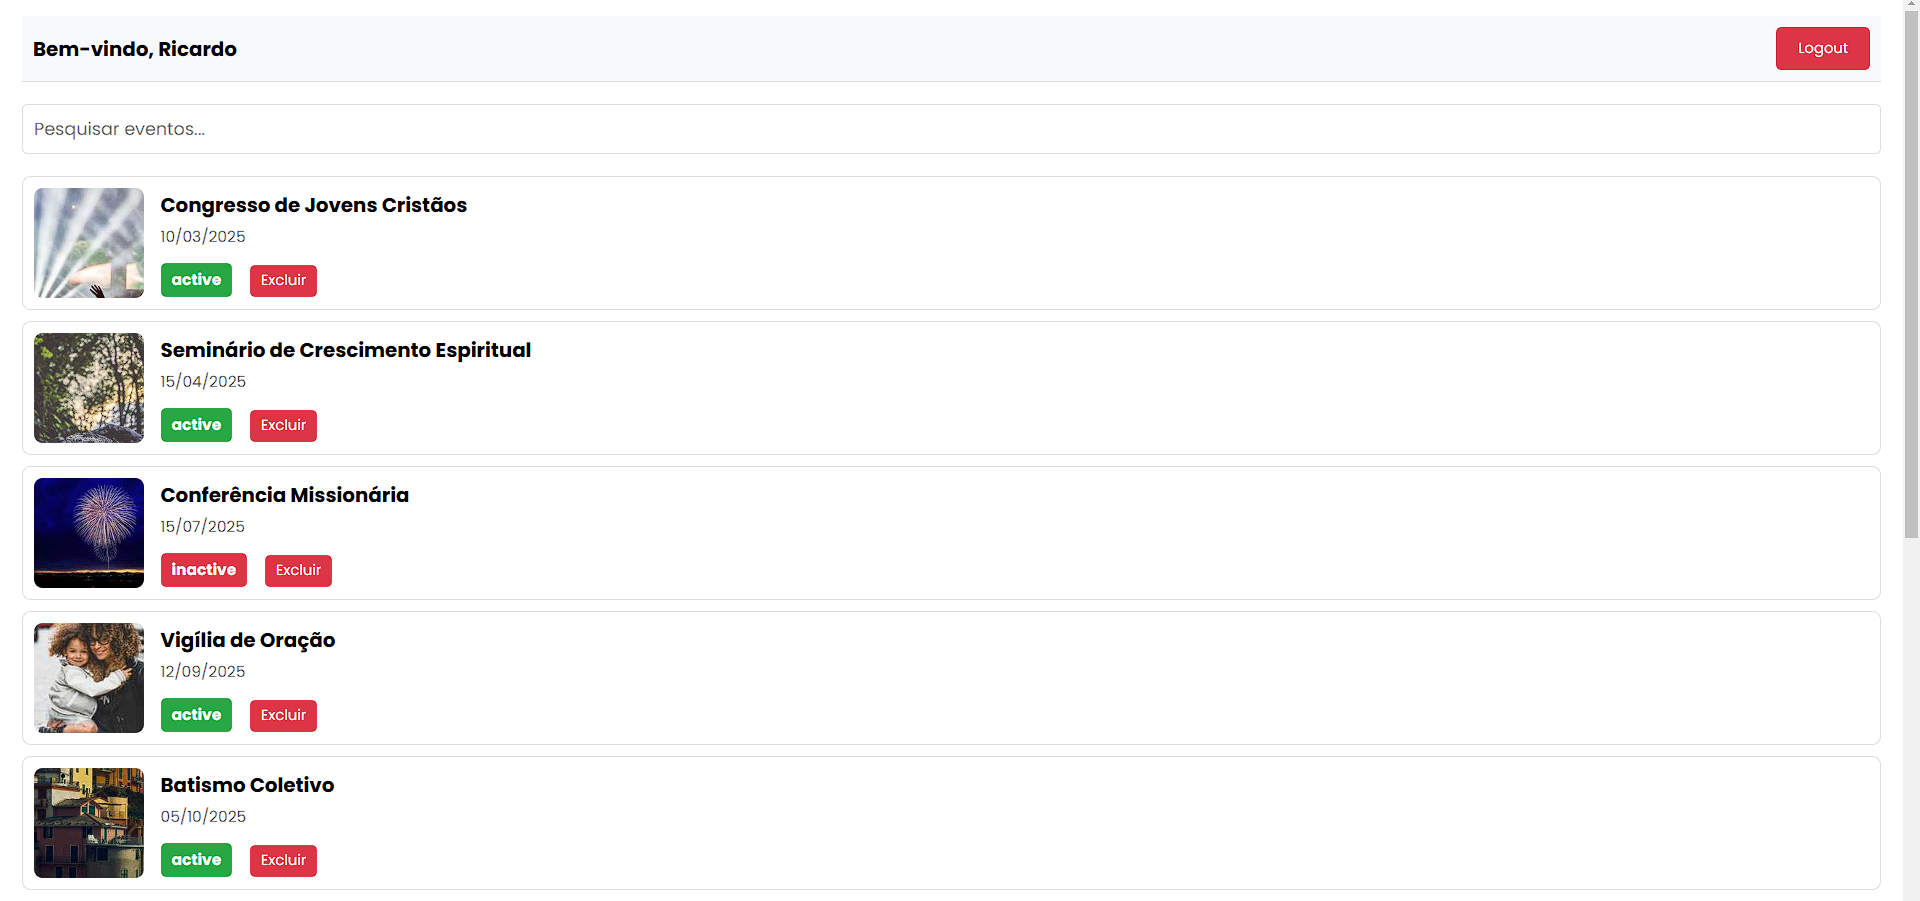 Bem-vindo, Ricardo
Logout
Pesquisar eventos...
Congresso de Jovens Cristãos
10/03/2025
active
Excluir
Seminário de Crescimento Espiritual
15/04/2025
active
Excluir
Conferência Missionária
15/07/2025
inactive
Excluir
Vigília de Oração
12/09/2025
active
Excluir
Batismo Coletivo
05/10/2025
active
Excluir